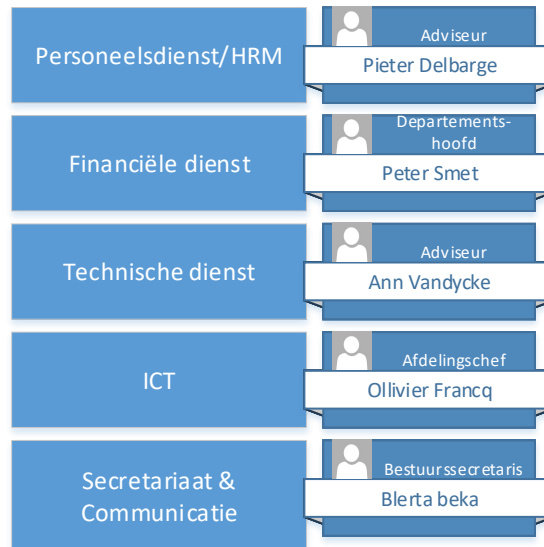 Personeelsdienst/HRM
Adviseur
Pieter Delbarge
Financiële dienst
Departements-
hoofd
Peter Smet
Technische dienst
Adviseur
Ann Vandycke
ICT
Afdelingschef
Ollivier Francq
Secretariaat &
Communicatie
Bestuurssecretaris
Blerta beka